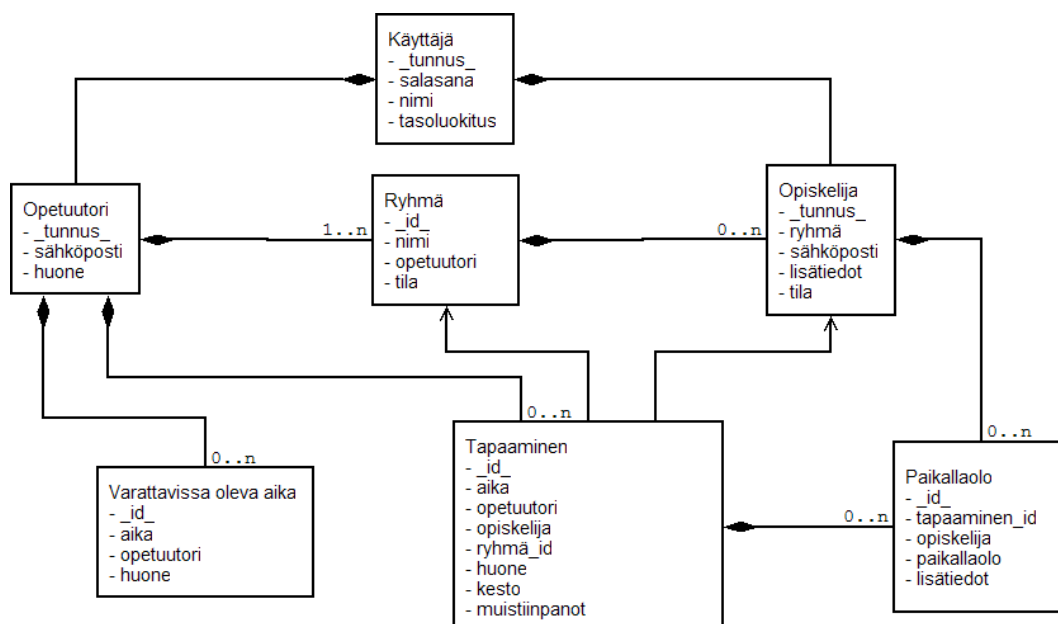 Käyttäjä
- _tunnus_
- salasana
- nimi
- tasoluokitus
Opetuutori
- _tunnus_
- sähköposti
- huone
1..n
Ryhmä
- _id_
- nimi
- opetuutori
- tila
0..n
Opiskelija
- _tunnus_
- ryhmä
- sähköposti
- lisätiedot
- tila
0..n
Varattavissa oleva aika
- _id_
- aika
- opetuutori
- huone
0..n
Tapaaminen
- _id_
- aika
- opetuutori
- opiskelija
- ryhmä_id
- huone
- kesto
- muistiinpanot
0..n
0..n
Paikallaolo
- _id_
- tapaaminen_id
- opiskelija
- paikallaolo
- lisätiedot